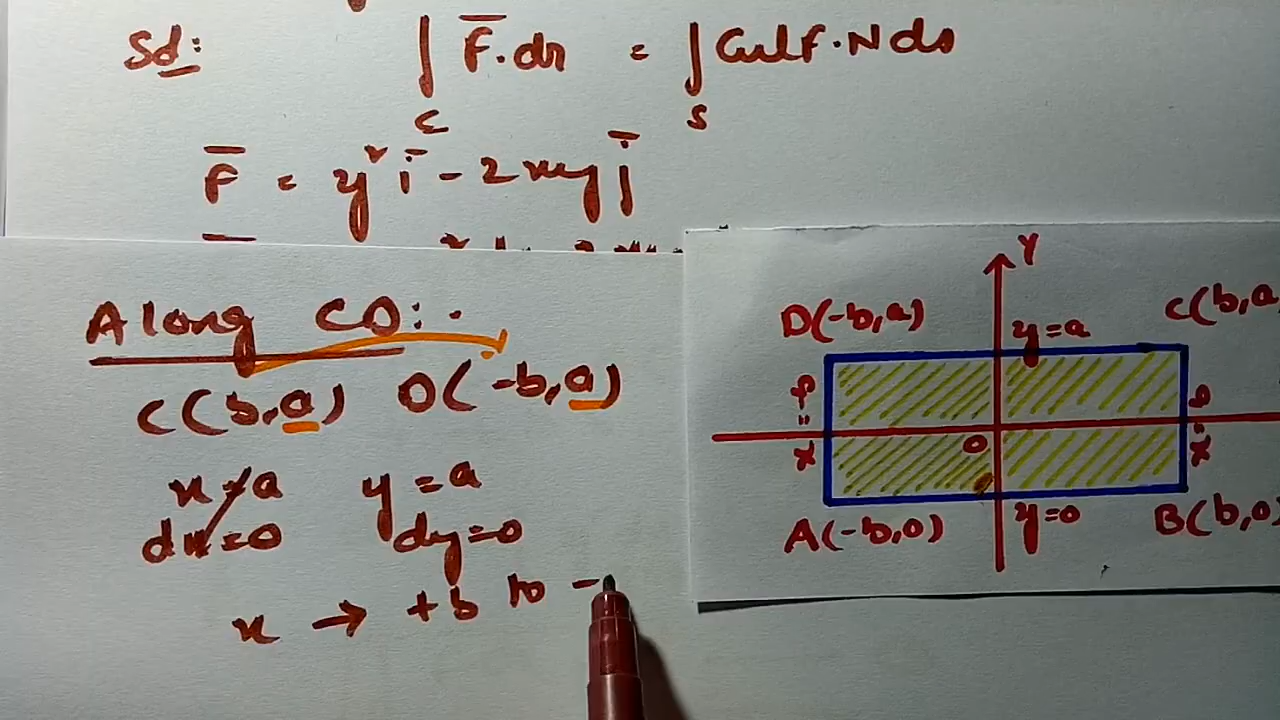 Sol: ∫ F̅.dr = ∫ Curl F.N ds
C S
F̅ = y² i̅ - 2xy j̅
Along CD:-
C(b,a) D(-b,a)
x=a y=a
dx=0 dy=0
x → +b to -
Y
D(-b,a) y=a C(b,a
x=-b O x=b
A(-b,0) y=0 B(b,0)